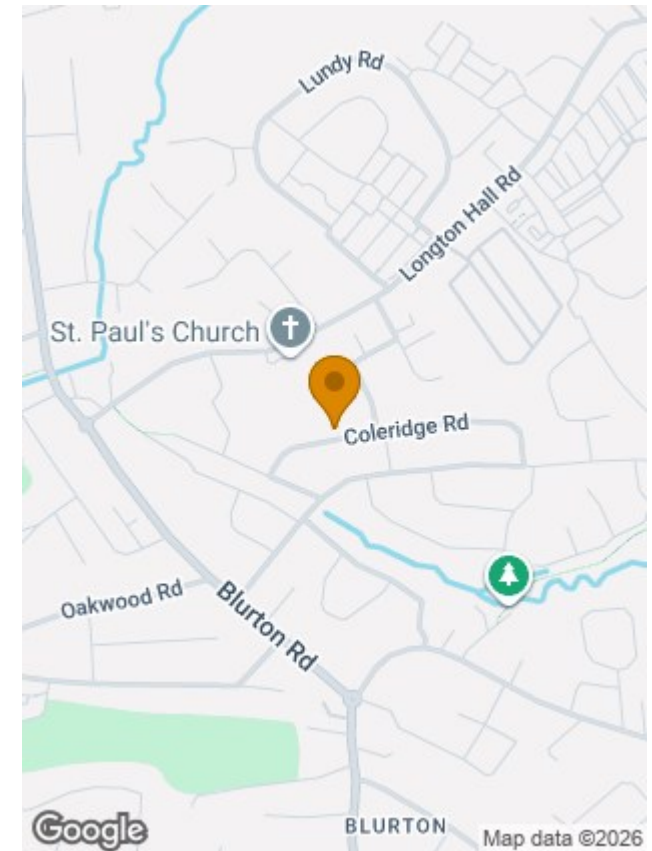 Lundy Rd
Longton Hall Rd
St. Paul's Church
Coleridge Rd
Oakwood Rd
Blurton Rd
BLURTON
Google
Map data ©2026